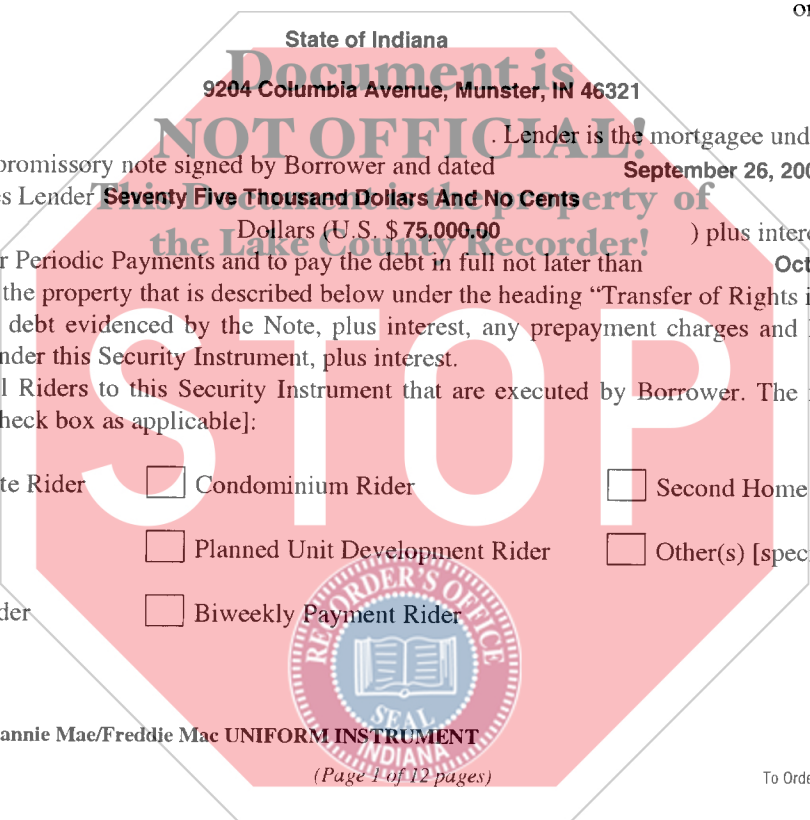 or
State of Indiana
Document is
9204 Columbia Avenue, Munster, IN 46321
NOT OFFICIAL!
. Lender is the mortgagee und
promissory note signed by Borrower and dated September 26, 200
es Lender Seventy Five Thousand Dollars And No Cents
This Document is the property of
Dollars (U.S. $ 75,000.00 ) plus intere
the Lake County Recorder!
r Periodic Payments and to pay the debt in full not later than Oct
the property that is described below under the heading “Transfer of Rights i
debt evidenced by the Note, plus interest, any prepayment charges and
nder this Security Instrument, plus interest.
l Riders to this Security Instrument that are executed by Borrower. The
heck box as applicable]:
STOP
te Rider Condominium Rider Second Home
Planned Unit Development Rider Other(s) [spec
der Biweekly Payment Rider
RECORDER'S OFFICE
SEAL
INDIANA
annie Mae/Freddie Mac UNIFORM INSTRUMENT
(Page 1 of 12 pages)
To Orde